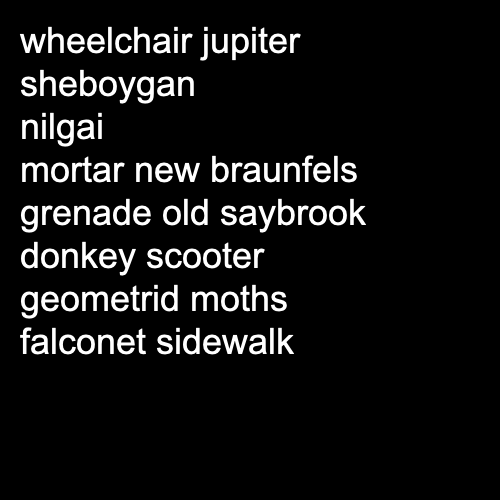 wheelchair jupiter
sheboygan
nilgai
mortar new braunfels
grenade old saybrook
donkey scooter
geometrid moths
falconet sidewalk